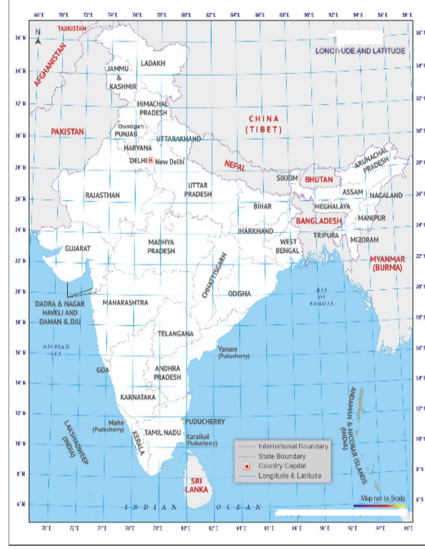 TAJIKISTAN
N
AFGHANISTAN
LADAKH
JAMMU
&
KASHMIR
HIMACHAL
PRADESH
CHINA
(TIBET)
PAKISTAN
Chandigarh
PUNJAB
UTTARAKHAND
HARYANA
DELHI
New Delhi
NEPAL
ARUNACHAL
PRADESH
SIKKIM
BHUTAN
RAJASTHAN
UTTAR
PRADESH
ASSAM
NAGALAND
BIHAR
MEGHALAYA
MANIPUR
BANGLADESH
JHARKHAND
TRIPURA
MIZORAM
WEST
BENGAL
GUJARAT
MADHYA
PRADESH
CHHATTISGARH
MYANMAR
(BURMA)
DADRA & NAGAR
HAVELI AND
DAMAN & DIU
MAHARASHTRA
ODISHA
BAY
OF
BENGAL
TELANGANA
ARABIAN
SEA
Yanam
(Puducherry)
GOA
ANDHRA
PRADESH
KARNATAKA
ANDAMAN & NICOBAR ISLANDS
(INDIA)
LAKSHADWEEP
(INDIA)
Mahe
(Puducherry)
KERALA
TAMIL NADU
PUDUCHERRY
Karaikal
(Puducherry)
International Boundary
State Boundary
Country Capital
Longitude & Latitude
SRI
LANKA
Map not to Scale
INDIAN OCEAN